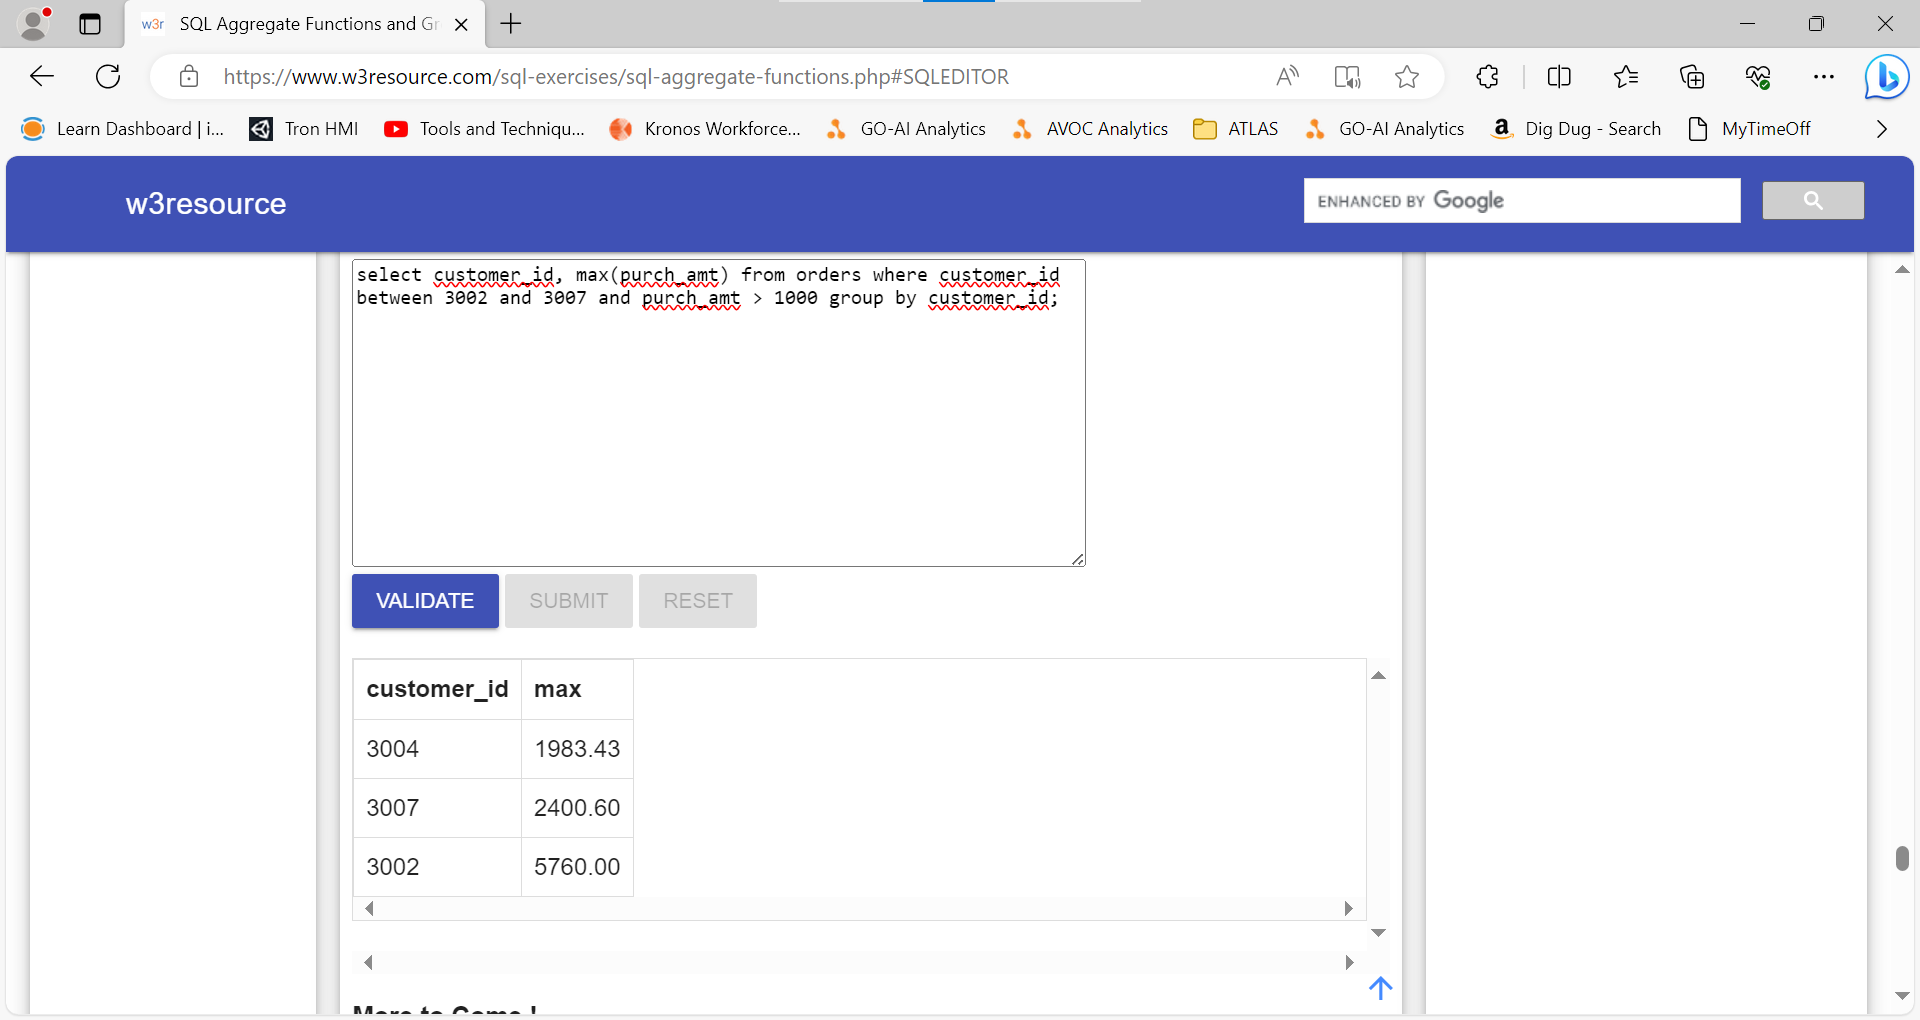 w3r SQL Aggregate Functions and Gr
https://www.w3resource.com/sql-exercises/sql-aggregate-functions.php#SQLEDITOR
Learn Dashboard | i... Tron HMI Tools and Techniqu... Kronos Workforce... GO-AI Analytics AVOC Analytics ATLAS GO-AI Analytics Dig Dug - Search MyTimeOff
w3resource ENHANCED BY Google
select customer_id, max(purch_amt) from orders where customer_id
between 3002 and 3007 and purch_amt > 1000 group by customer_id;
VALIDATE SUBMIT RESET
customer_id max
3004 1983.43
3007 2400.60
3002 5760.00
More to Come !